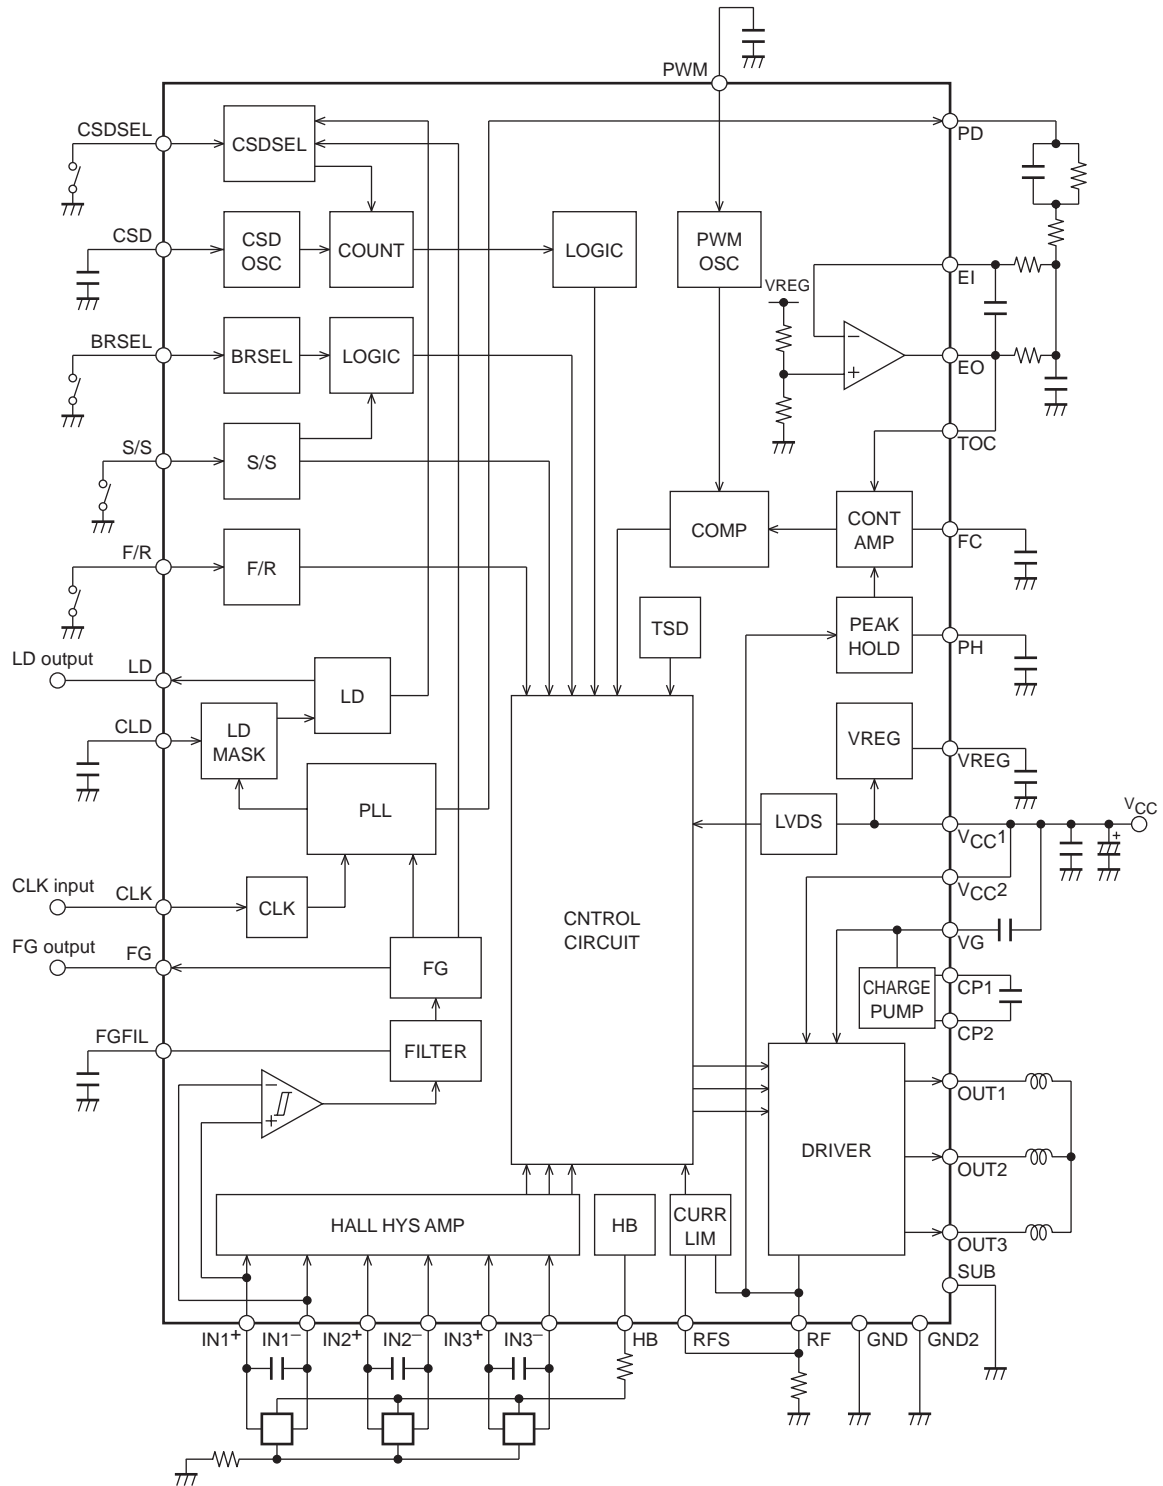 PWM
CSDSEL
CSDSEL
PD
CSD
CSD
OSC
COUNT
LOGIC
PWM
OSC
EI
VREG
BRSEL
BRSEL
LOGIC
−
+
EO
S/S
S/S
TOC
COMP
CONT
AMP
FC
F/R
F/R
TSD
PEAK
HOLD
PH
LD output
LD
LD
CLD
LD
MASK
VREG
VREG
PLL
LVDS
VCC1
VCC
+
VCC2
CLK input
CLK
CLK
CNTROL
CIRCUIT
VG
FG output
FG
FG
CHARGE
PUMP
CP1
CP2
FGFIL
FILTER
−
+
OUT1
DRIVER
OUT2
HALL HYS AMP
HB
CURR
LIM
OUT3
SUB
IN1+
IN1−
IN2+
IN2−
IN3+
IN3−
HB
RFS
RF
GND
GND2